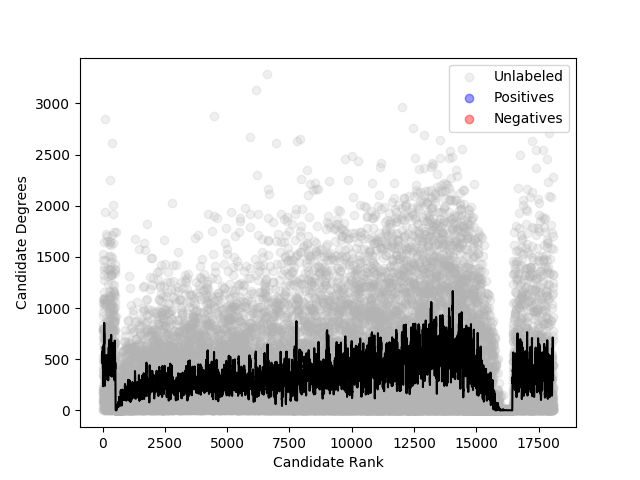 Unlabeled
Positives
Negatives
3000
2500
2000
1500
1000
500
0
Candidate Degrees
0 2500 5000 7500 10000 12500 15000 17500
Candidate Rank